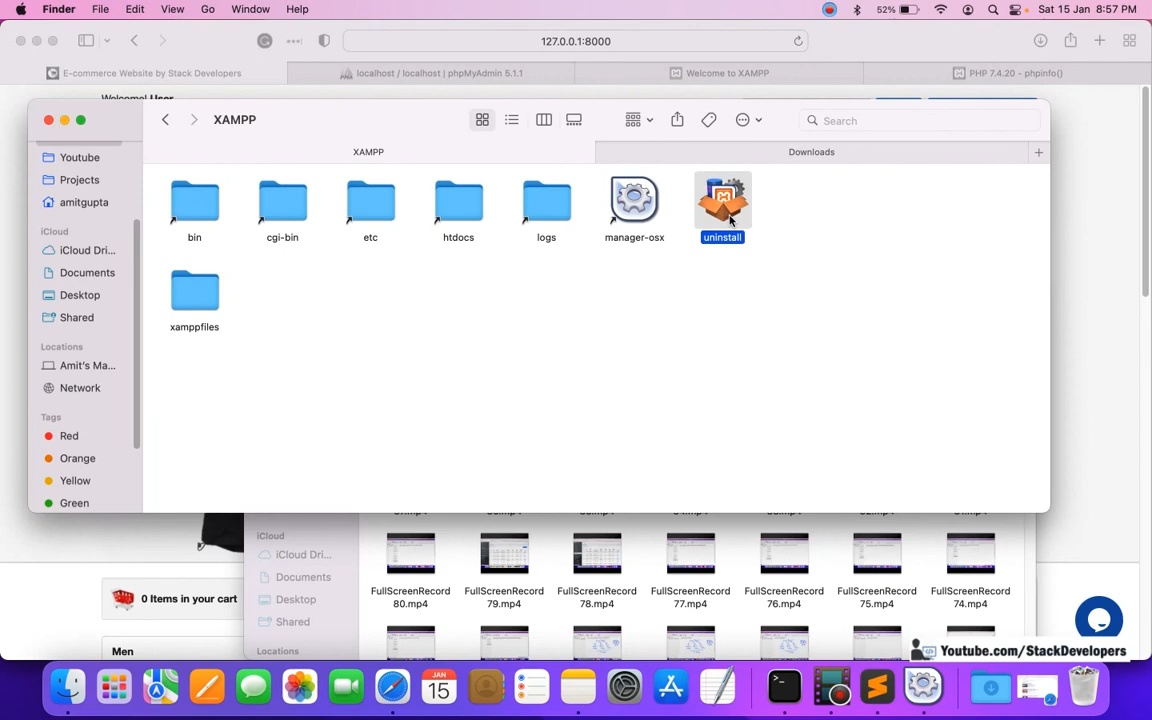 Finder File Edit View Go Window Help 52% Sat 15 Jan 8:57 PM
127.0.0.1:8000
E-commerce Website by Stack Developers localhost / localhost | phpMyAdmin 5.1.1 Welcome to XAMPP PHP 7.4.20 - phpinfo()
Welcome! User
XAMPP Search
XAMPP Downloads
Youtube
Projects
amitgupta
iCloud
iCloud Dri...
Documents
Desktop
Shared
Locations
Amit's Ma...
Network
Tags
Red
Orange
Yellow
Green
bin cgi-bin etc htdocs logs manager-osx uninstall
xamppfiles
iCloud
iCloud Dri...
Documents
Desktop
Shared
Locations
FullScreenRecord 80.mp4
FullScreenRecord 79.mp4
FullScreenRecord 78.mp4
FullScreenRecord 77.mp4
FullScreenRecord 76.mp4
FullScreenRecord 75.mp4
FullScreenRecord 74.mp4
0 Items in your cart
Men
Youtube.com/StackDevelopers
JAN
15